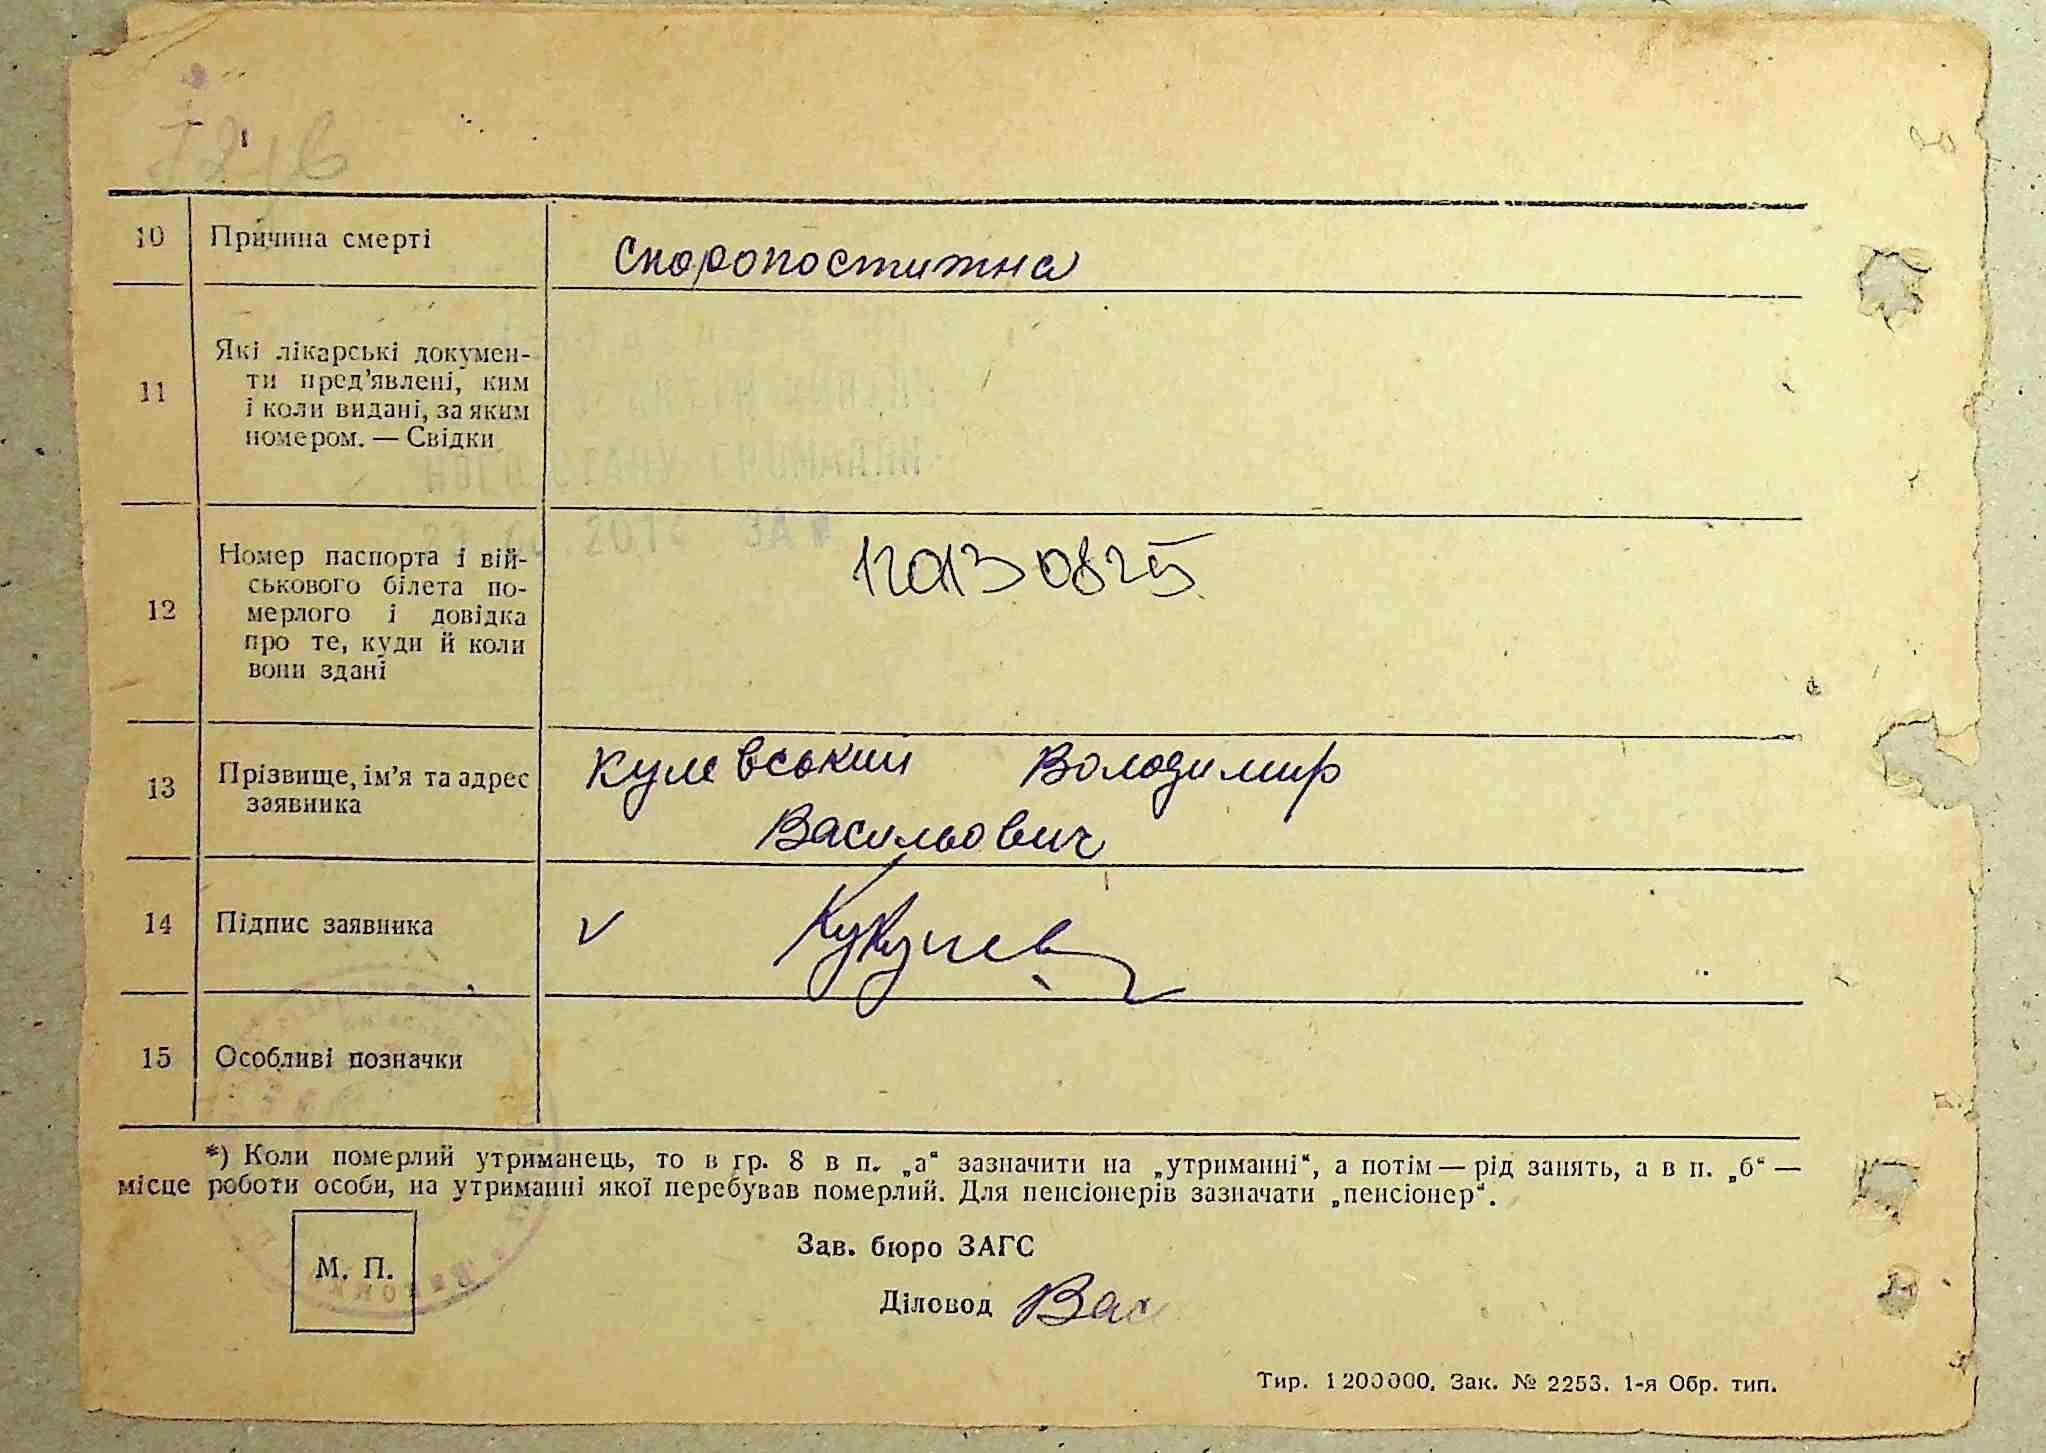 10 Причина смерті Скоропостижна
11 Які лікарські докумен-
ти пред'явлені, ким
і коли видані, за яким
номером. — Свідки
12 Номер паспорта і вій-
ськового білета по-
мерлого і довідка
про те, куди й коли
вони здані
13 Прізвище, ім'я та адрес
заявника
Володимир
Васильович
14 Підпис заявника V
15 Особливі позначки
*) Коли померлий утриманець, то в гр. 8 в п. „а“ зазначити на „утриманні“, а потім — рід занять, а в п. „б“ —
місце роботи особи, на утриманні якої перебував померлий. Для пенсіонерів зазначати „пенсіонер“.
М. П.
Зав. бюро ЗАГС
Діловод
Тир. 1200000. Зак. № 2253. 1-я Обр. тип.